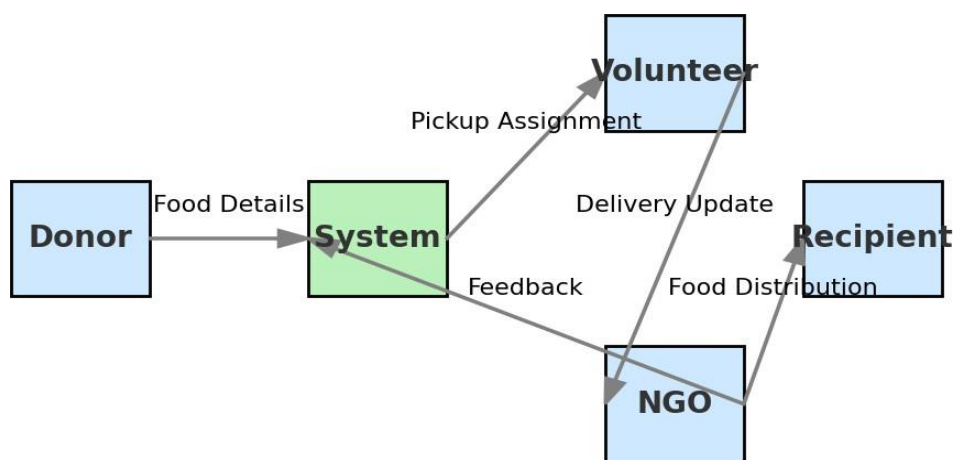 Volunteer
Pickup Assignment
Food Details
Delivery Update
Donor
System
Recipient
Feedback
Food Distribution
NGO